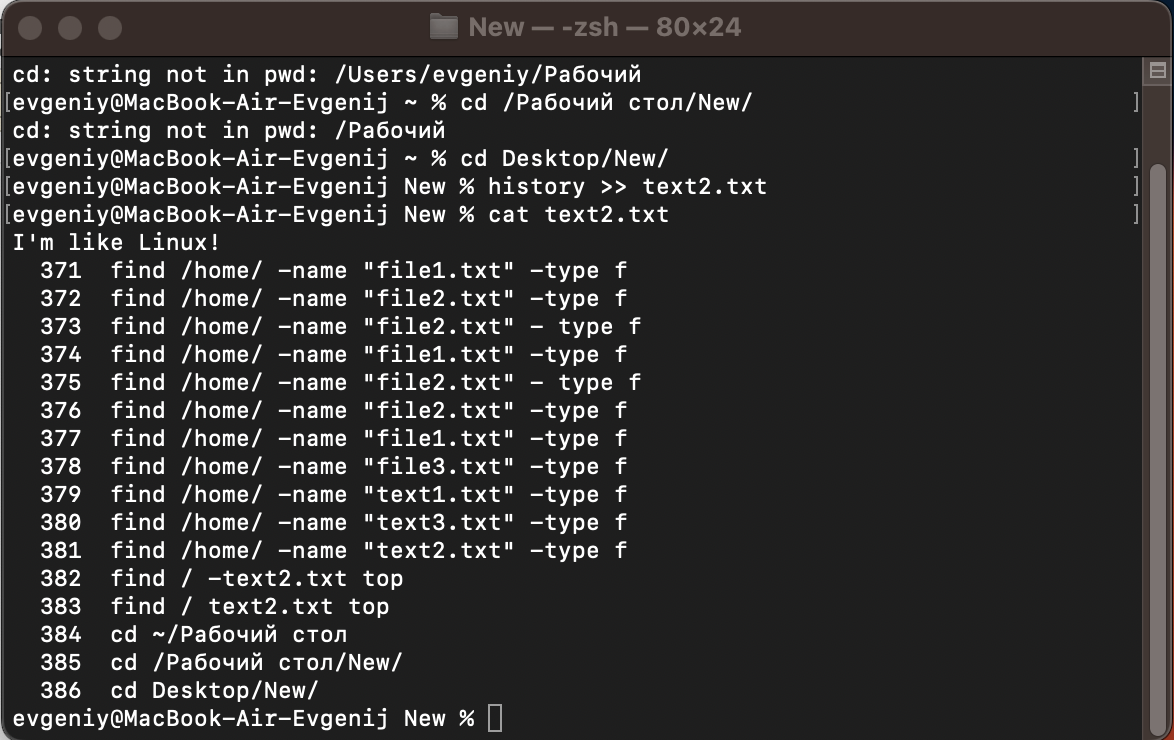 New — -zsh — 80×24
cd: string not in pwd: /Users/evgeniy/Рабочий
[evgeniy@MacBook-Air-Evgenij ~ % cd /Рабочий стол/New/ ]
cd: string not in pwd: /Рабочий
[evgeniy@MacBook-Air-Evgenij ~ % cd Desktop/New/ ]
[evgeniy@MacBook-Air-Evgenij New % history >> text2.txt ]
[evgeniy@MacBook-Air-Evgenij New % cat text2.txt ]
I'm like Linux!
371 find /home/ -name "file1.txt" -type f
372 find /home/ -name "file2.txt" -type f
373 find /home/ -name "file2.txt" - type f
374 find /home/ -name "file1.txt" -type f
375 find /home/ -name "file2.txt" - type f
376 find /home/ -name "file2.txt" -type f
377 find /home/ -name "file1.txt" -type f
378 find /home/ -name "file3.txt" -type f
379 find /home/ -name "text1.txt" -type f
380 find /home/ -name "text3.txt" -type f
381 find /home/ -name "text2.txt" -type f
382 find / -text2.txt top
383 find / text2.txt top
384 cd ~/Рабочий стол
385 cd /Рабочий стол/New/
386 cd Desktop/New/
evgeniy@MacBook-Air-Evgenij New %